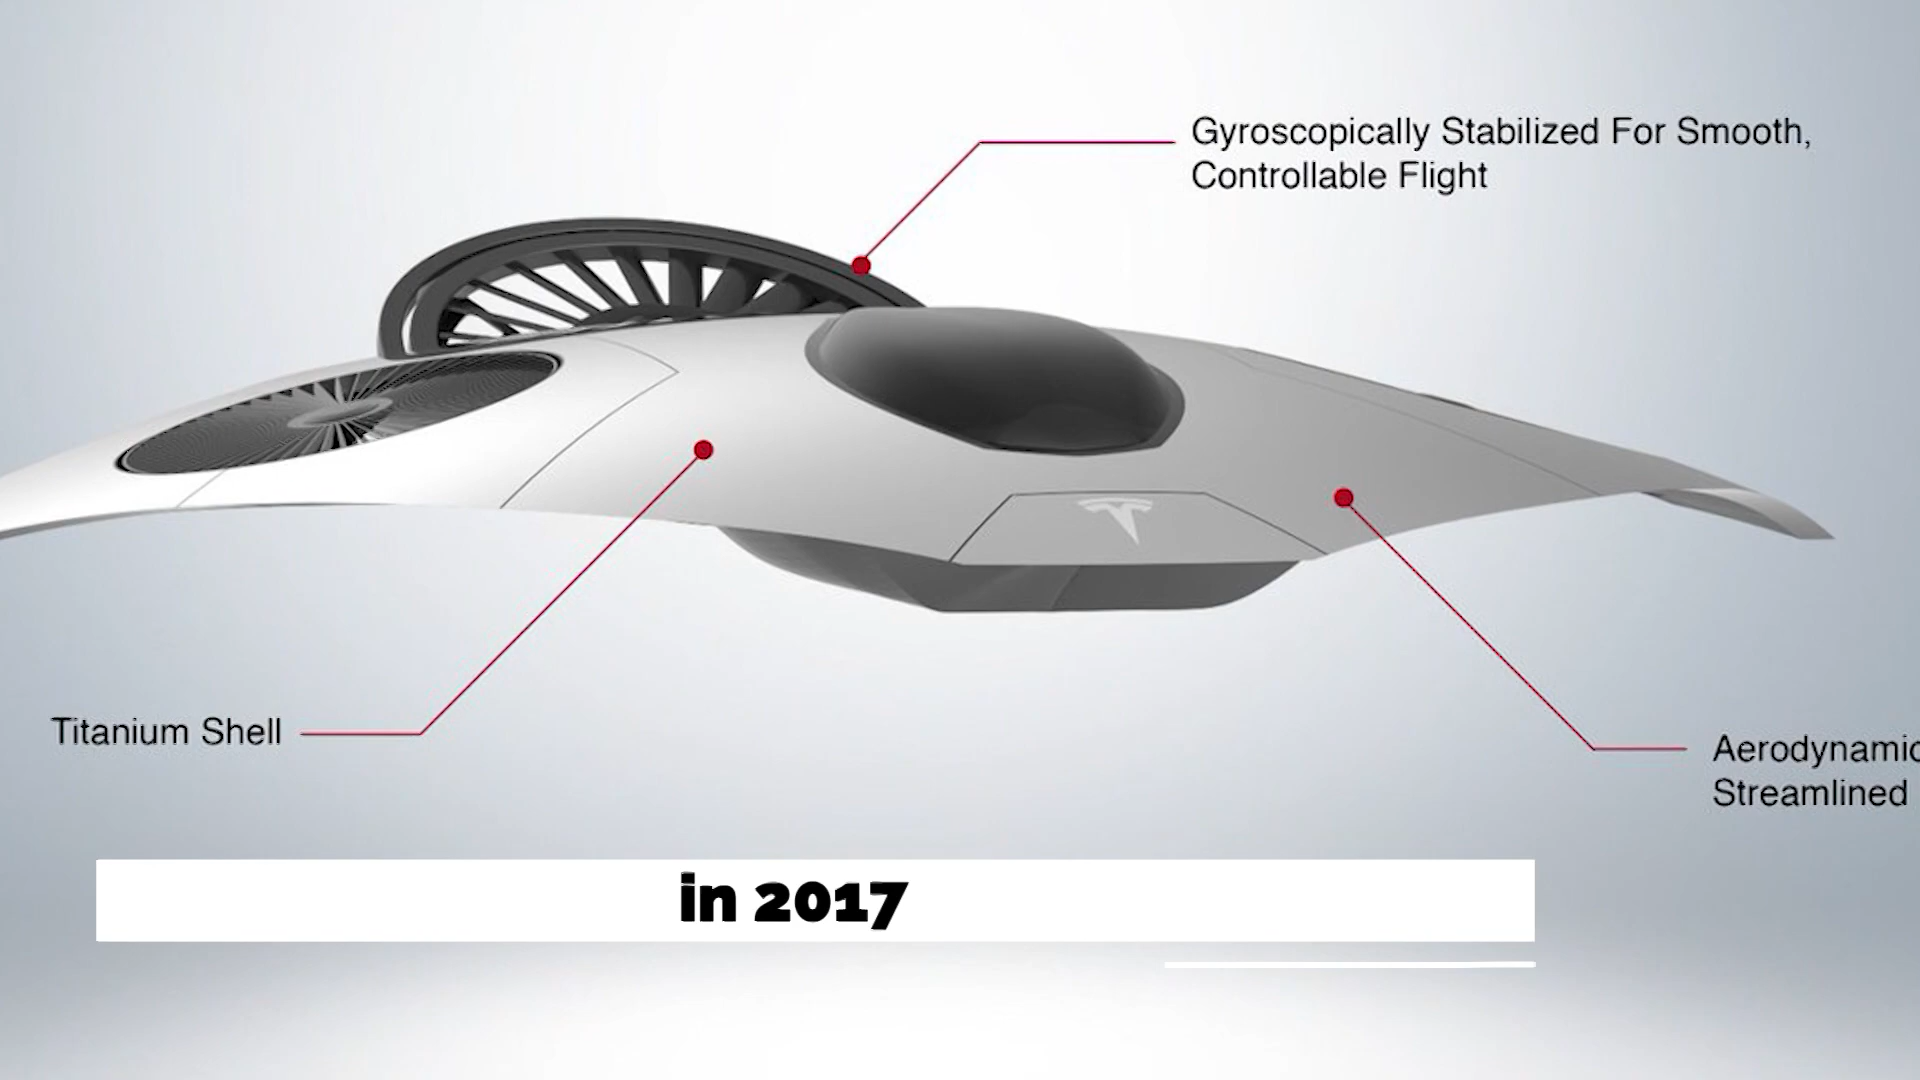 Gyroscopically Stabilized For Smooth,
Controllable Flight
Titanium Shell
Aerodynamic
Streamlined
in 2017